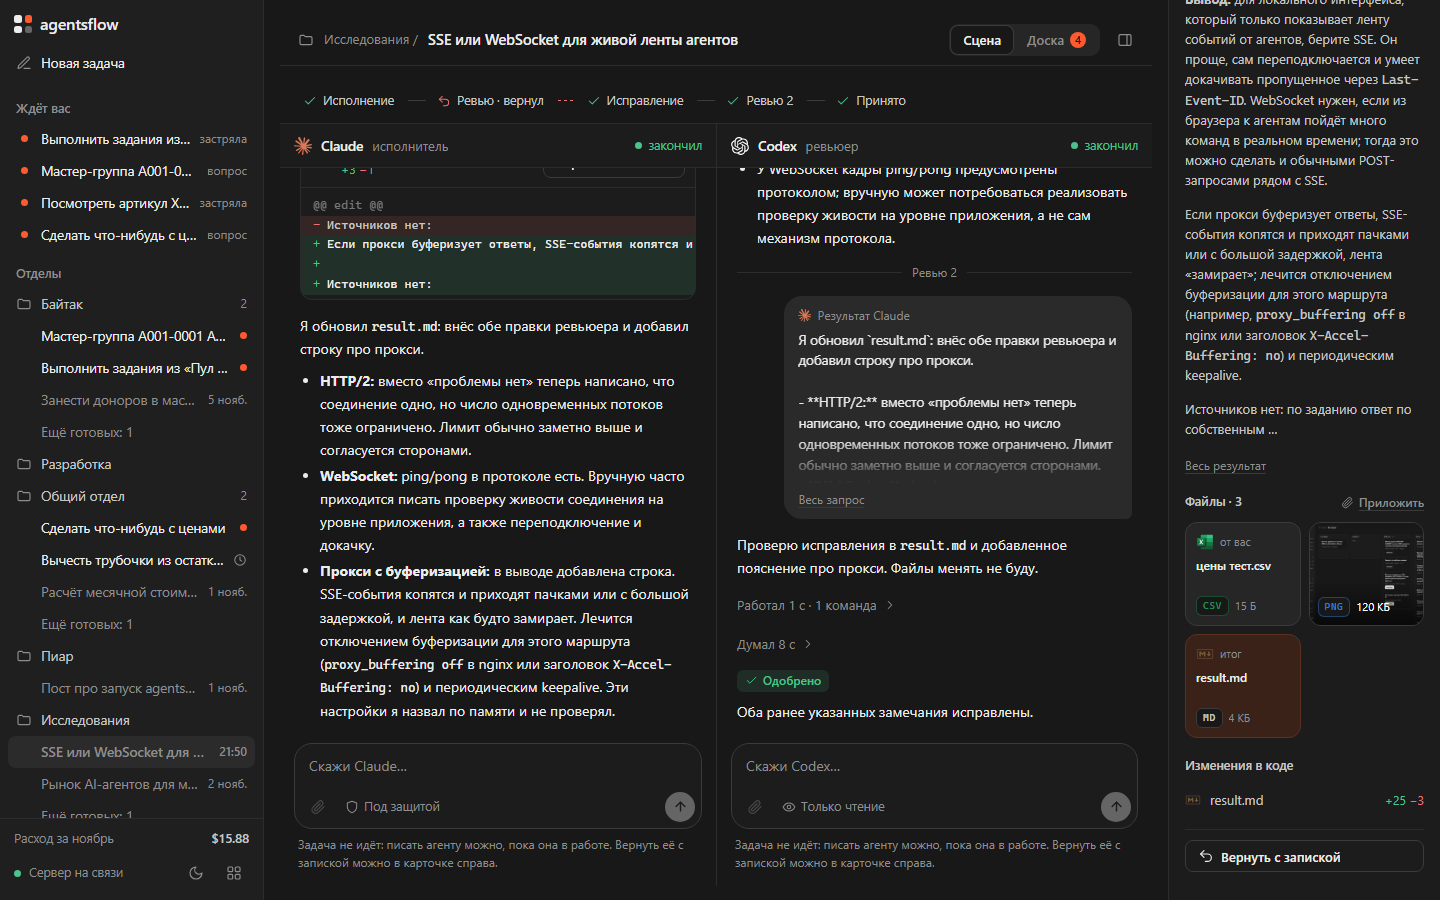 agentsflow
Новая задача
Ждёт вас
Выполнить задания из... застряла
Мастер-группа A001-0... вопрос
Посмотреть артикул X... застряла
Сделать что-нибудь с ц... вопрос
Отделы
Байтак 2
Мастер-группа A001-0001 A...
Выполнить задания из «Пул ...
Занести доноров в мас... 5 нояб.
Ещё готовых: 1
Разработка
Общий отдел 2
Сделать что-нибудь с ценами
Вычесть трубочки из остатк...
Расчёт месячной стоим... 1 нояб.
Ещё готовых: 1
Пиар
Пост про запуск agents... 1 нояб.
Исследования
SSE или WebSocket для ... 21:50
Рынок AI-агентов для м... 2 нояб.
Ещё готовых: 1
Расход за ноябрь $15.88
Сервер на связи
Исследования / SSE или WebSocket для живой ленты агентов
Сцена Доска 4
Исполнение Ревью · вернул Исправление Ревью 2 Принято
Claude исполнитель закончил
+3 −1
@@ edit @@
− Источников нет:
+ Если прокси буферизует ответы, SSE-события копятся и
+
+ Источников нет:
Я обновил result.md: внёс обе правки ревьюера и добавил
строку про прокси.
• HTTP/2: вместо «проблемы нет» теперь написано, что
соединение одно, но число одновременных потоков
тоже ограничено. Лимит обычно заметно выше и
согласуется сторонами.
• WebSocket: ping/pong в протоколе есть. Вручную часто
приходится писать проверку живости соединения на
уровне приложения, а также переподключение и
докачку.
• Прокси с буферизацией: в выводе добавлена строка.
SSE-события копятся и приходят пачками или с большой
задержкой, и лента как будто замирает. Лечится
отключением буферизации для этого маршрута
(proxy_buffering off в nginx или заголовок X-Accel-
Buffering: no) и периодическим keepalive. Эти
настройки я назвал по памяти и не проверял.
Скажи Claude...
Под защитой
Задача не идёт: писать агенту можно, пока она в работе. Вернуть её с
запиской можно в карточке справа.
Codex ревьюер закончил
• У WebSocket кадры ping/pong предусмотрены
протоколом; вручную может потребоваться реализовать
проверку живости на уровне приложения, а не сам
механизм протокола.
Ревью 2
Результат Claude
Я обновил `result.md`: внёс обе правки ревьюера и
добавил строку про прокси.
- **HTTP/2:** вместо «проблемы нет» теперь
написано, что соединение одно, но число
одновременных потоков тоже ограничено. Лимит
обычно заметно выше и согласуется сторонами.
Весь запрос
Проверю исправления в result.md и добавленное
пояснение про прокси. Файлы менять не буду.
Работал 1 с · 1 команда
Думал 8 с
Одобрено
Оба ранее указанных замечания исправлены.
Скажи Codex...
Только чтение
Задача не идёт: писать агенту можно, пока она в работе. Вернуть её с
запиской можно в карточке справа.
Вывод: для локального интерфейса,
который только показывает ленту
событий от агентов, берите SSE. Он
проще, сам переподключается и умеет
докачивать пропущенное через Last-
Event-ID. WebSocket нужен, если из
браузера к агентам пойдёт много
команд в реальном времени; тогда это
можно сделать и обычными POST-
запросами рядом с SSE.
Если прокси буферизует ответы, SSE-
события копятся и приходят пачками
или с большой задержкой, лента
«замирает»; лечится отключением
буферизации для этого маршрута
(например, proxy_buffering off в
nginx или заголовок X-Accel-
Buffering: no) и периодическим
keepalive.
Источников нет: по заданию ответ по
собственным ...
Весь результат
Файлы · 3 Приложить
от вас
цены тест.csv
CSV 15 Б
PNG 120 КБ
итог
result.md
MD 4 КБ
Изменения в коде
result.md +25 −3
Вернуть с запиской